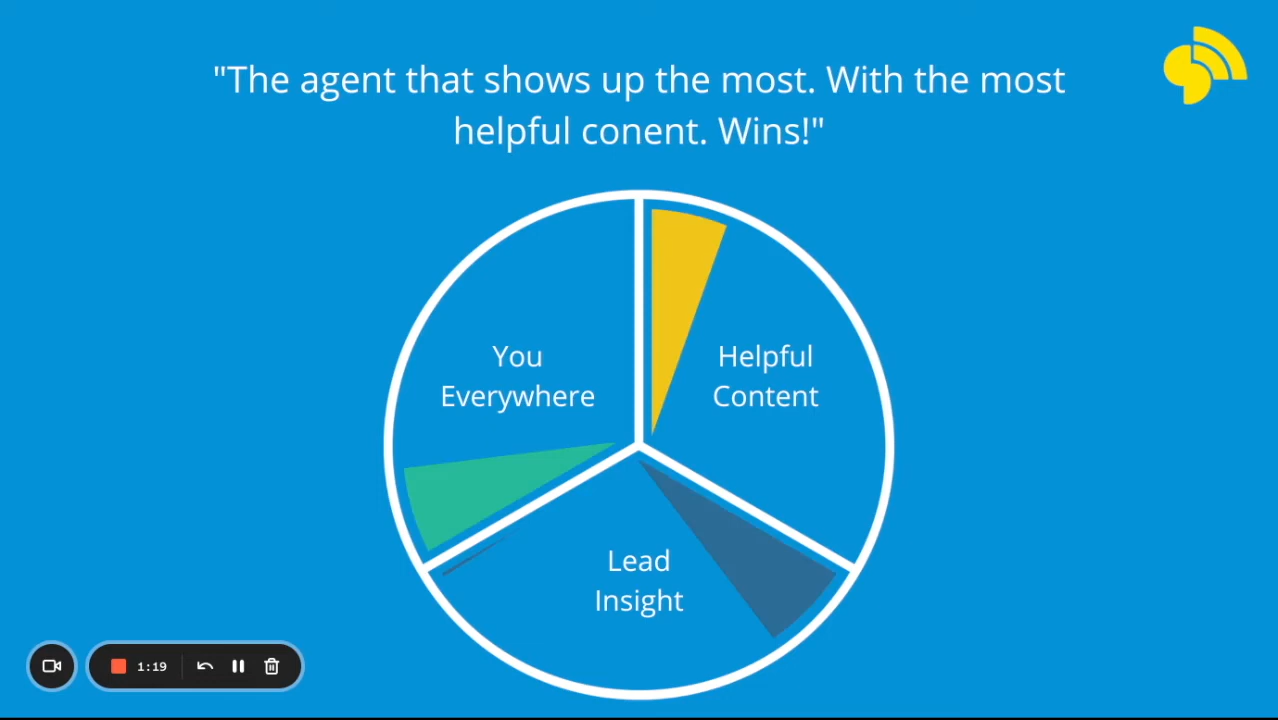 "The agent that shows up the most. With the most
helpful conent. Wins!"
You
Everywhere
Helpful
Content
Lead
Insight
1:19